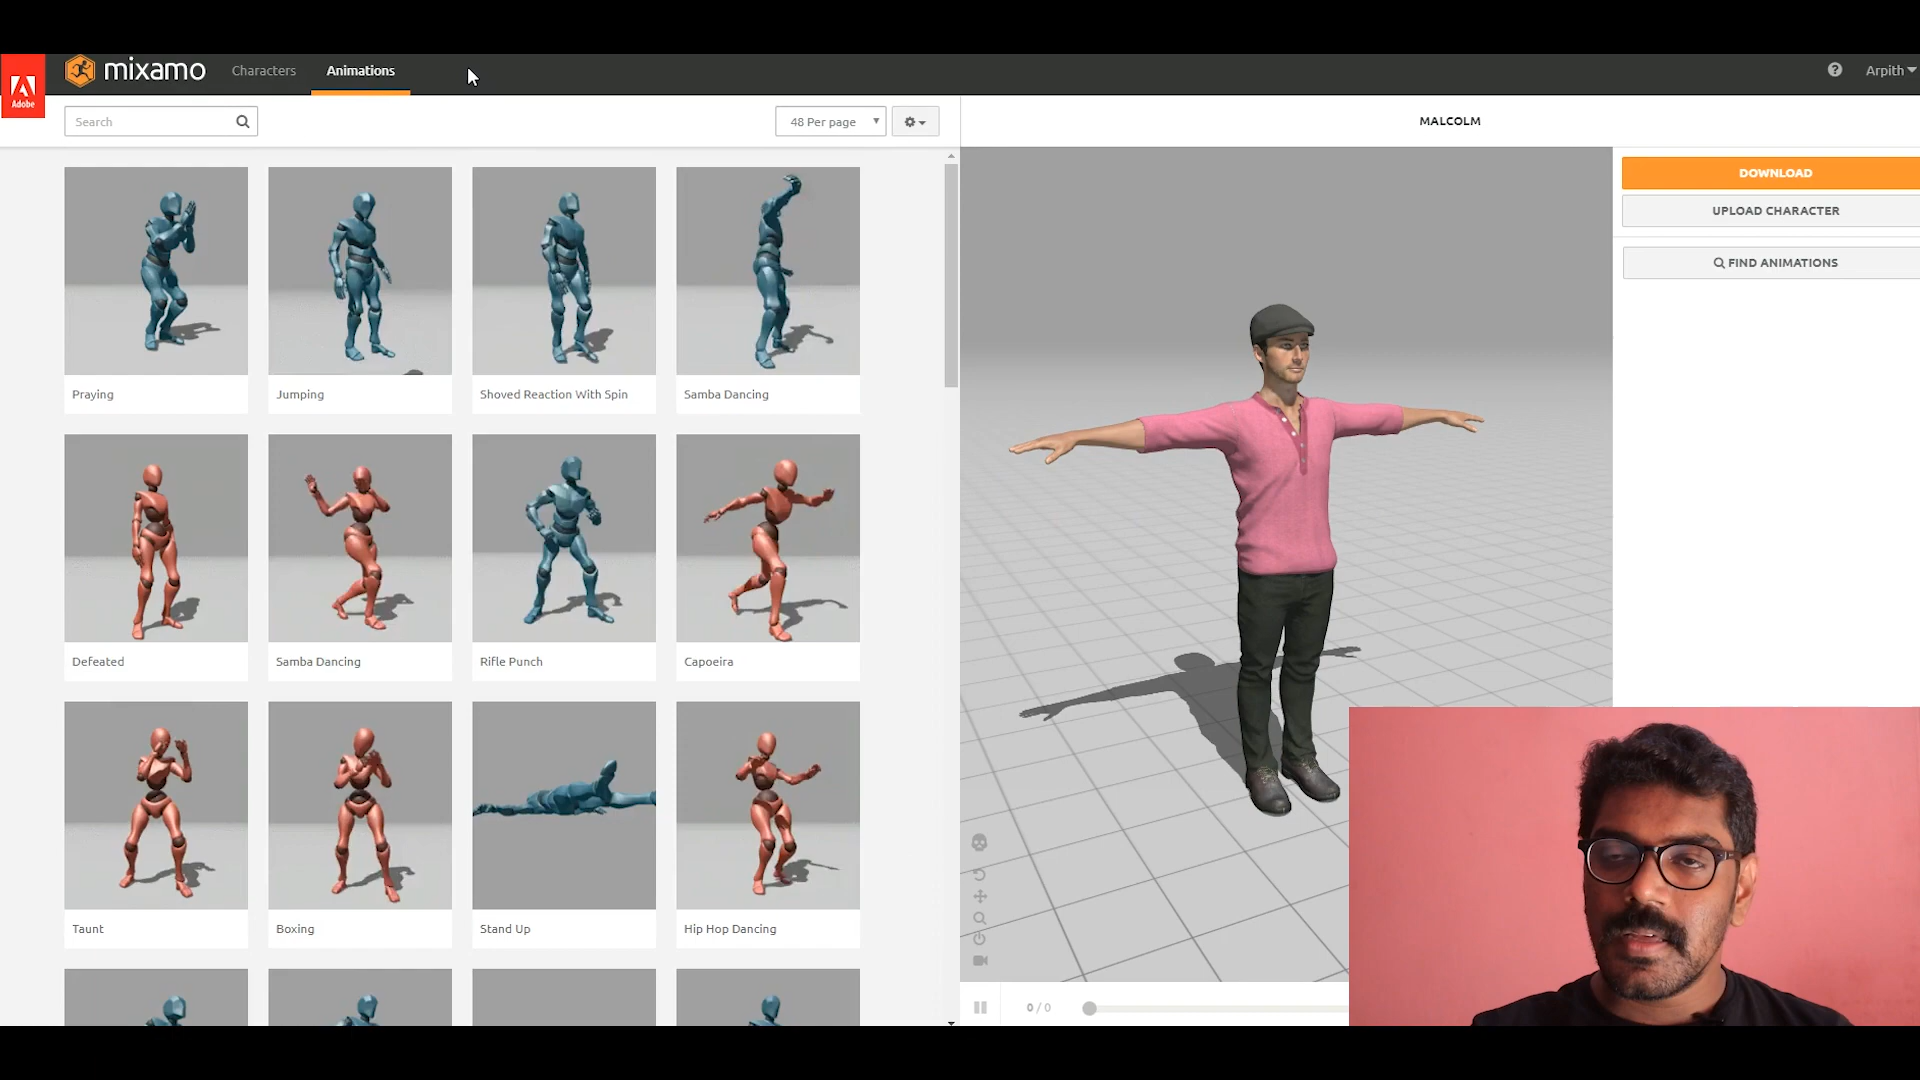 Adobe
mixamo
Characters
Animations
Arpith
Search
48 Per page
MALCOLM
DOWNLOAD
UPLOAD CHARACTER
FIND ANIMATIONS
Praying
Jumping
Shoved Reaction With Spin
Samba Dancing
Defeated
Samba Dancing
Rifle Punch
Capoeira
Taunt
Boxing
Stand Up
Hip Hop Dancing
0 / 0